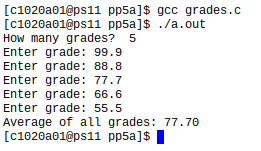 [c1020a01@ps11 pp5a]$ gcc grades.c
[c1020a01@ps11 pp5a]$ ./a.out
How many grades?  5
Enter grade: 99.9
Enter grade: 88.8
Enter grade: 77.7
Enter grade: 66.6
Enter grade: 55.5
Average of all grades: 77.70
[c1020a01@ps11 pp5a]$